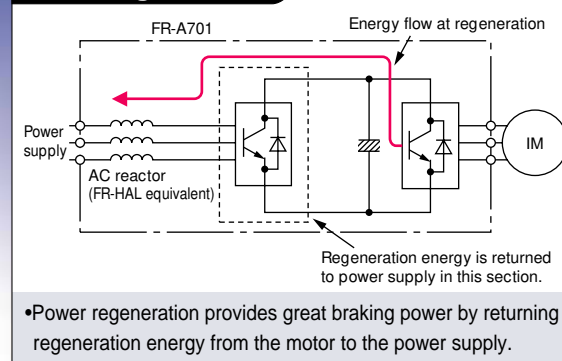 FR-A701
Energy flow at regeneration
Power
supply
AC reactor
(FR-HAL equivalent)
IM
Regeneration energy is returned
to power supply in this section.
•Power regeneration provides great braking power by returning
regeneration energy from the motor to the power supply.